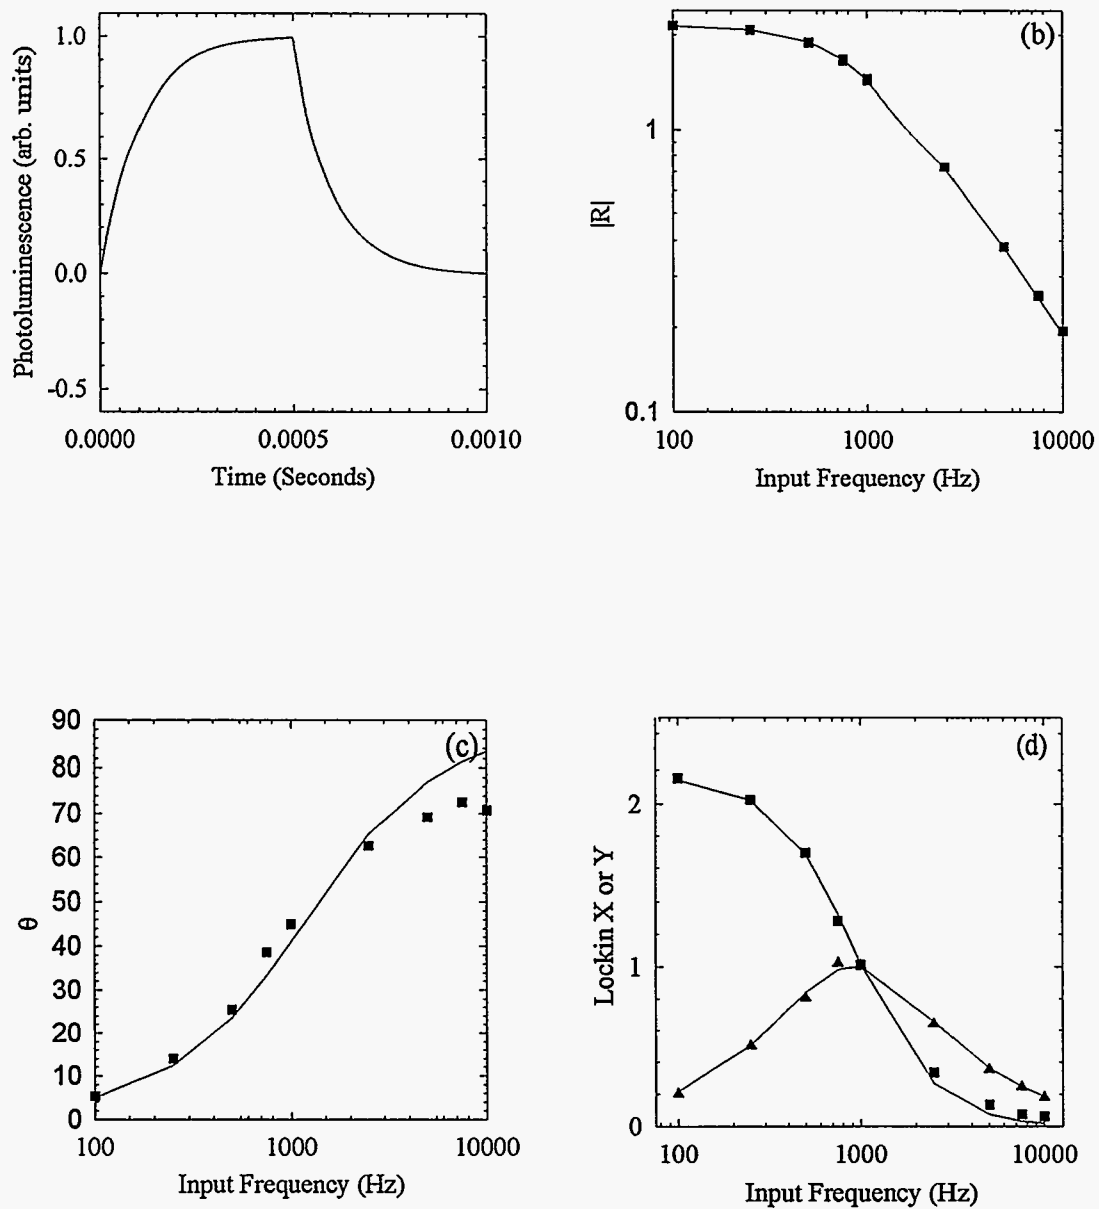 Photoluminescence (arb. units)
1.0
0.5
0.0
-0.5
0.0000 0.0005 0.0010
Time (Seconds)
(b)
|R|
1
0.1
100 1000 10000
Input Frequency (Hz)
(c)
θ
90
80
70
60
50
40
30
20
10
0
100 1000 10000
Input Frequency (Hz)
(d)
Lockin X or Y
2
1
0
100 1000 10000
Input Frequency (Hz)